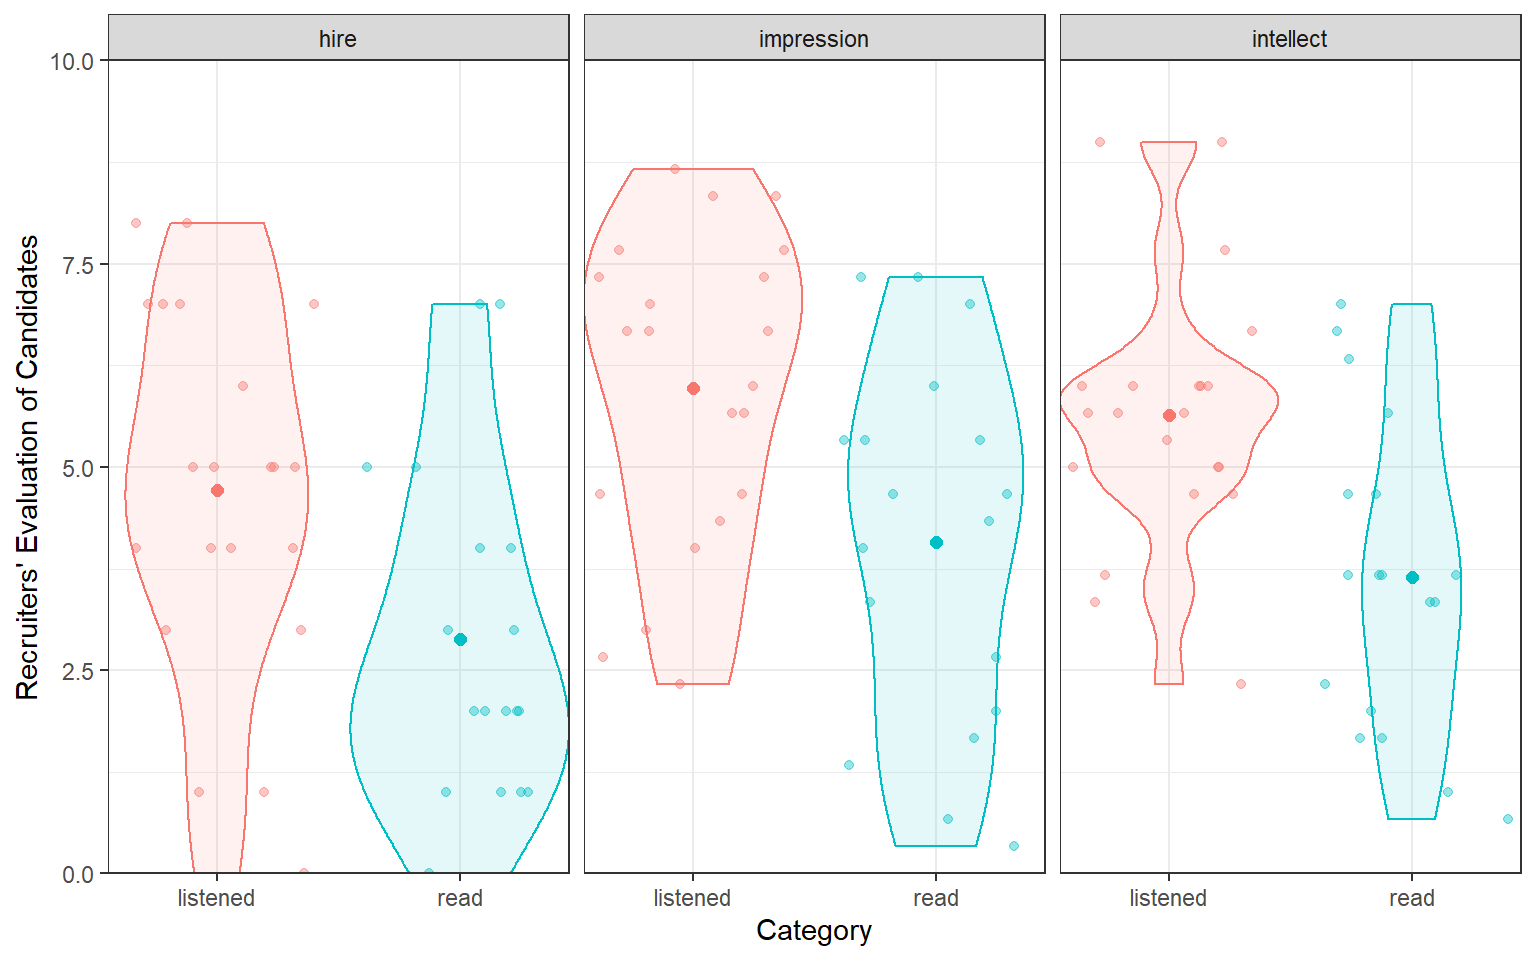 hire
impression
intellect
Recruiters' Evaluation of Candidates
10.0
7.5
5.0
2.5
0.0
listened
read
listened
read
listened
read
Category